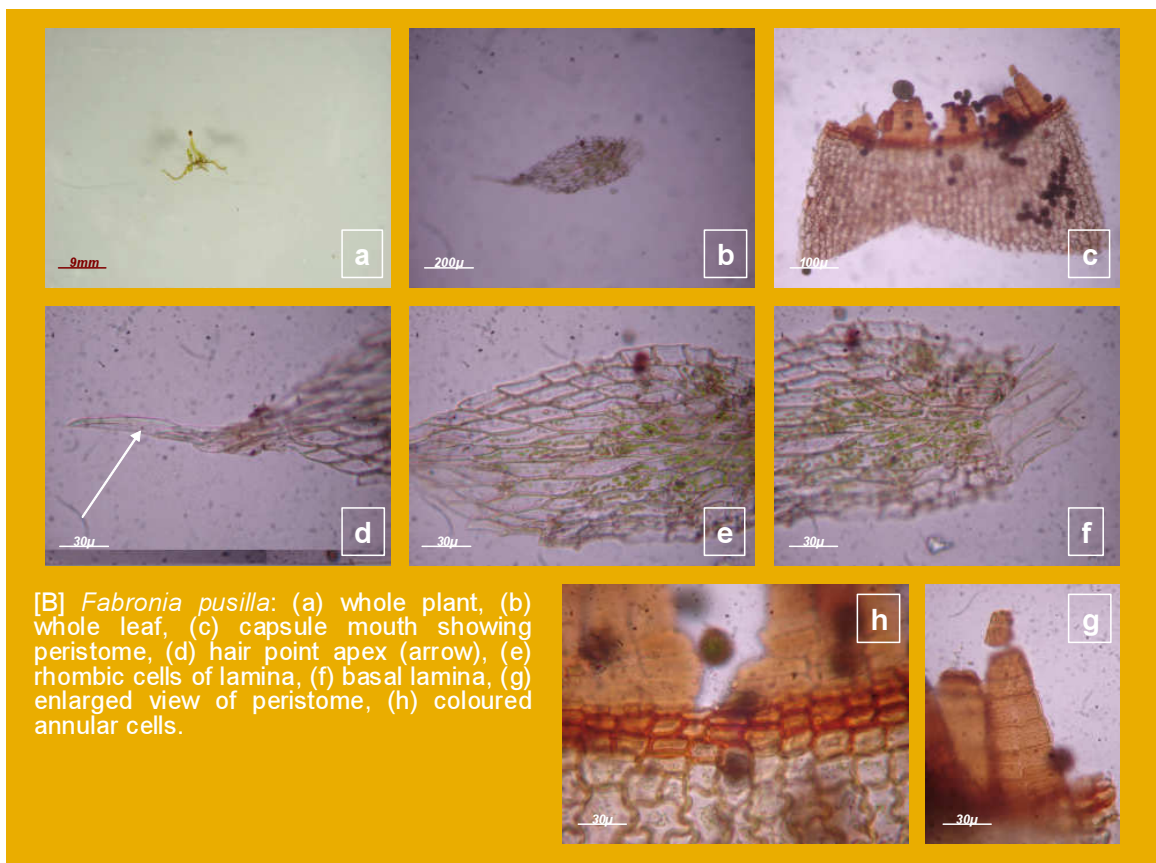 a
9mm
b
200µ
c
100µ
d
30µ
e
30µ
f
30µ
[B] Fabronia pusilla: (a) whole plant, (b)
whole leaf, (c) capsule mouth showing
peristome, (d) hair point apex (arrow), (e)
rhombic cells of lamina, (f) basal lamina, (g)
enlarged view of peristome, (h) coloured
annular cells.
h
30µ
g
30µ